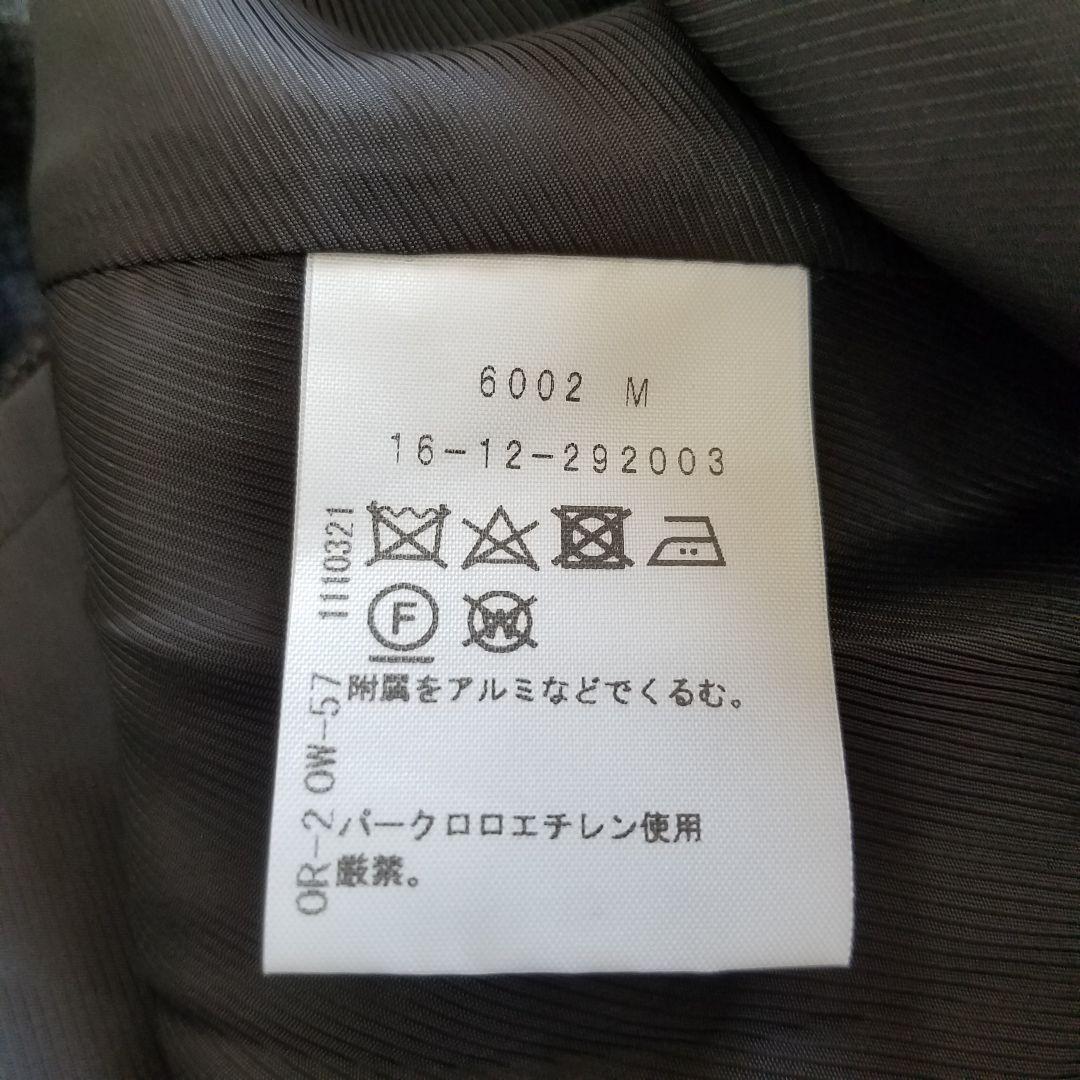 6002 M
16-12-292003
F
W
附属をアルミなどでくるむ。
パークロロエチレン使用
厳禁。
OR-2 OW-57 1110321